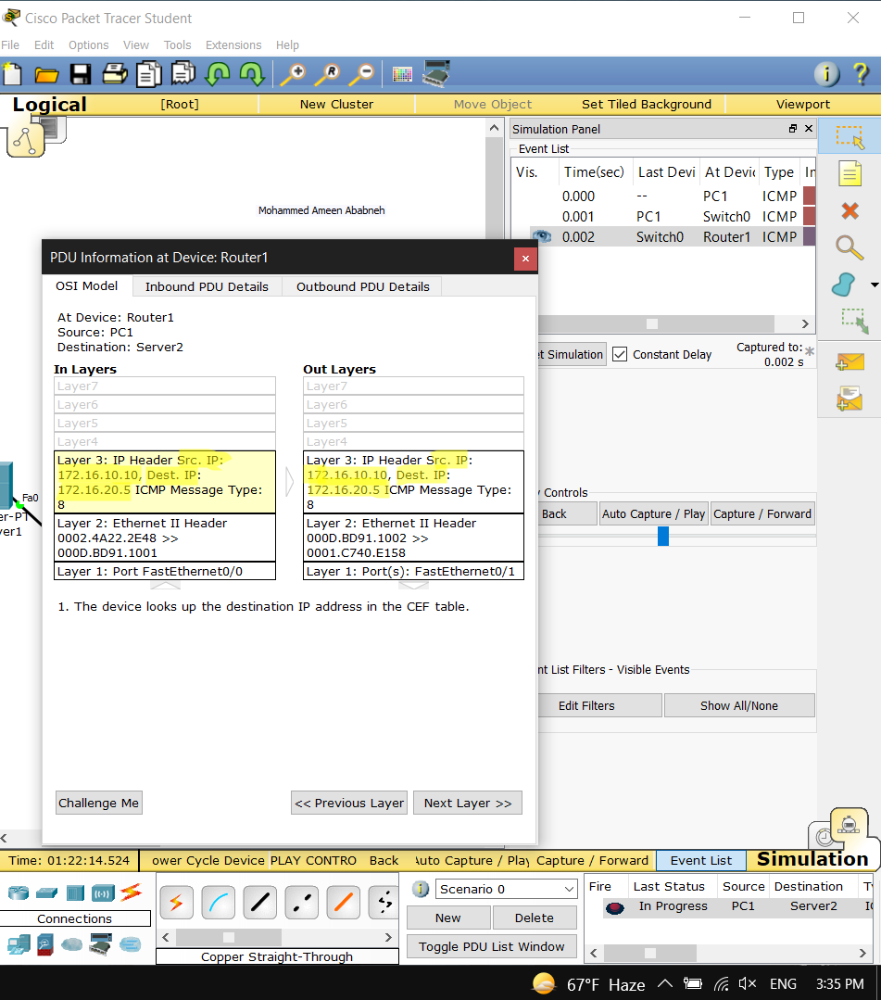 Cisco Packet Tracer Student
File Edit Options View Tools Extensions Help
Logical [Root] New Cluster Move Object Set Tiled Background Viewport
Mohammed Ameen Ababneh
Simulation Panel
Event List
Vis. Time(sec) Last Devi At Devic Type In
0.000 -- PC1 ICMP
0.001 PC1 Switch0 ICMP
0.002 Switch0 Router1 ICMP
PDU Information at Device: Router1
OSI Model Inbound PDU Details Outbound PDU Details
At Device: Router1
Source: PC1
Destination: Server2
In Layers
Layer7
Layer6
Layer5
Layer4
Layer 3: IP Header Src. IP:
172.16.10.10, Dest. IP:
172.16.20.5 ICMP Message Type:
8
Layer 2: Ethernet II Header
0002.4A22.2E48 >>
000D.BD91.1001
Layer 1: Port FastEthernet0/0
Out Layers
Layer7
Layer6
Layer5
Layer4
Layer 3: IP Header Src. IP:
172.16.10.10, Dest. IP:
172.16.20.5 ICMP Message Type:
8
Layer 2: Ethernet II Header
000D.BD91.1002 >>
0001.C740.E158
Layer 1: Port(s): FastEthernet0/1
1. The device looks up the destination IP address in the CEF table.
Challenge Me << Previous Layer Next Layer >>
Fa0
er-PT
ver1
et Simulation Constant Delay
Captured to:
0.002 s
y Controls
Back Auto Capture / Play Capture / Forward
nt List Filters - Visible Events
Edit Filters Show All/None
Time: 01:22:14.524 ower Cycle Device PLAY CONTRO Back uto Capture / Play Capture / Forward Event List Simulation
Connections
Copper Straight-Through
Scenario 0
New Delete
Toggle PDU List Window
Fire Last Status Source Destination Ty
In Progress PC1 Server2 IC
67°F Haze ENG 3:35 PM